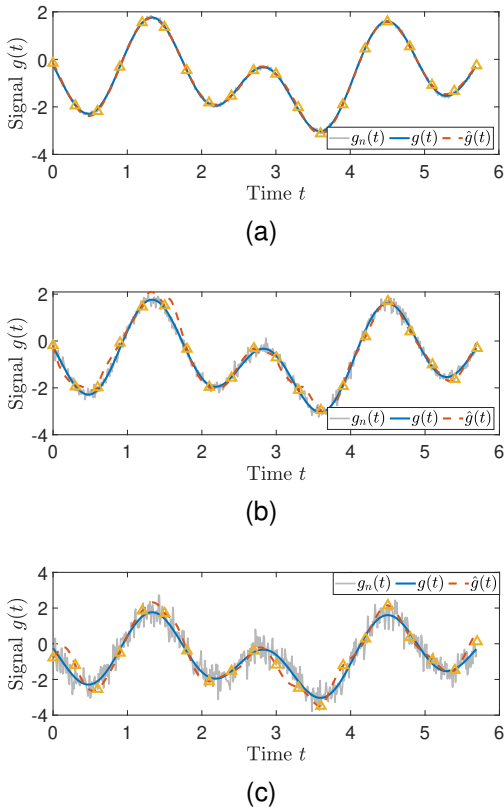 2
0
-2
-4
Signal g(t)
g_n(t) g(t) ĝ(t)
0 1 2 3 4 5 6
Time t
(a)
2
0
-2
-4
Signal g(t)
g_n(t) g(t) ĝ(t)
0 1 2 3 4 5 6
Time t
(b)
4
2
0
-2
-4
Signal g(t)
g_n(t) g(t) ĝ(t)
0 1 2 3 4 5 6
Time t
(c)